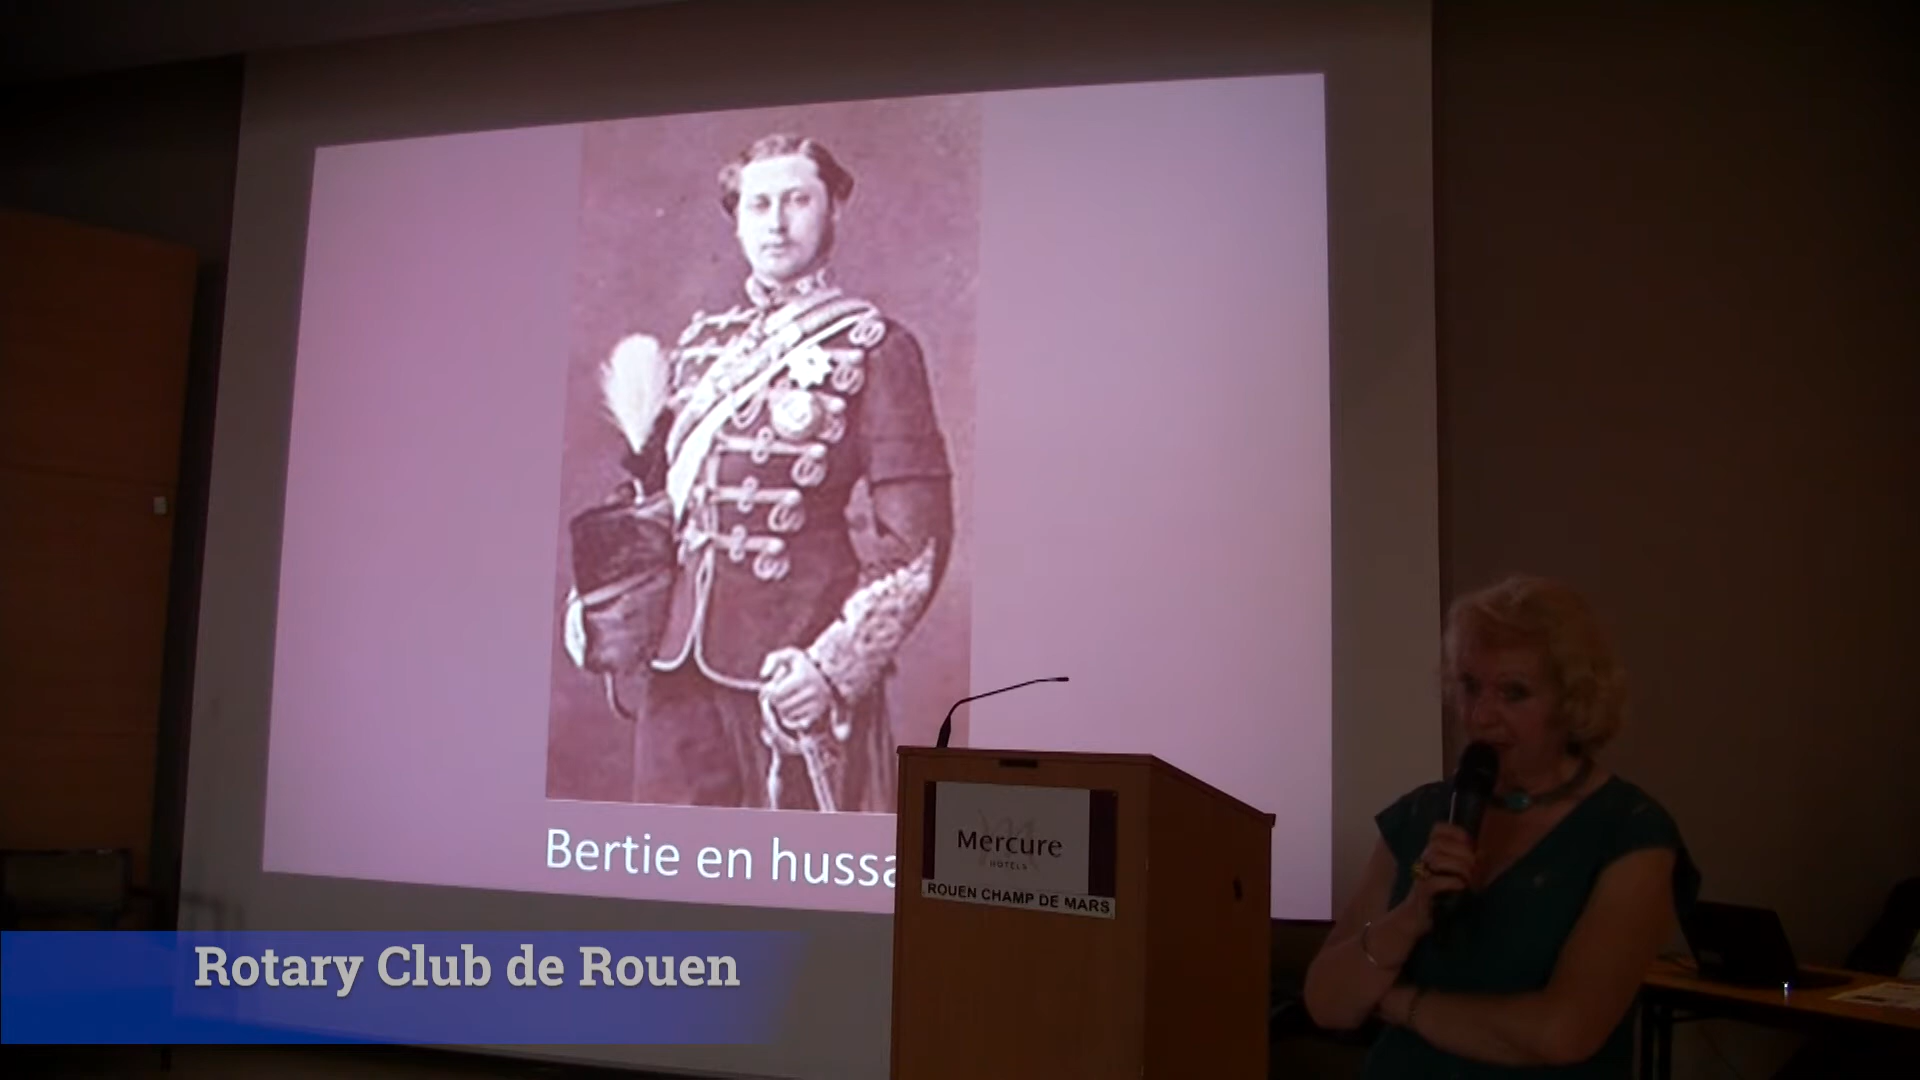 Bertie en hussa
Mercure
HOTELS
ROUEN CHAMP DE MARS
Rotary Club de Rouen